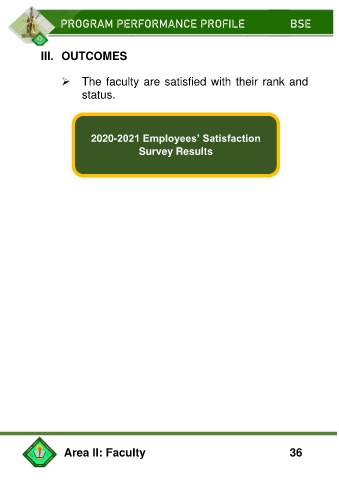 PROGRAM PERFORMANCE PROFILE BSE
III. OUTCOMES
➢ The faculty are satisfied with their rank and
status.
2020-2021 Employees' Satisfaction
Survey Results
Area II: Faculty 36